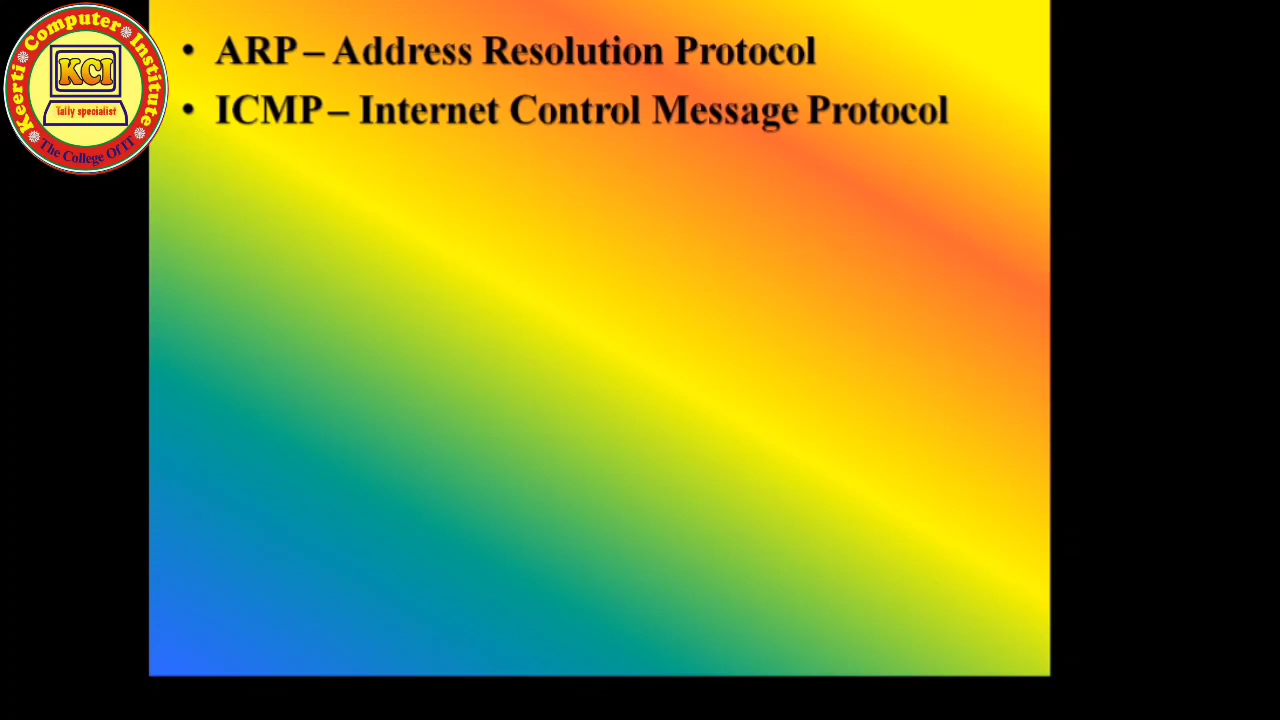 Keerti Computer Institute
KCI
Tally specialist
The College Of IT
• ARP – Address Resolution Protocol
• ICMP – Internet Control Message Protocol